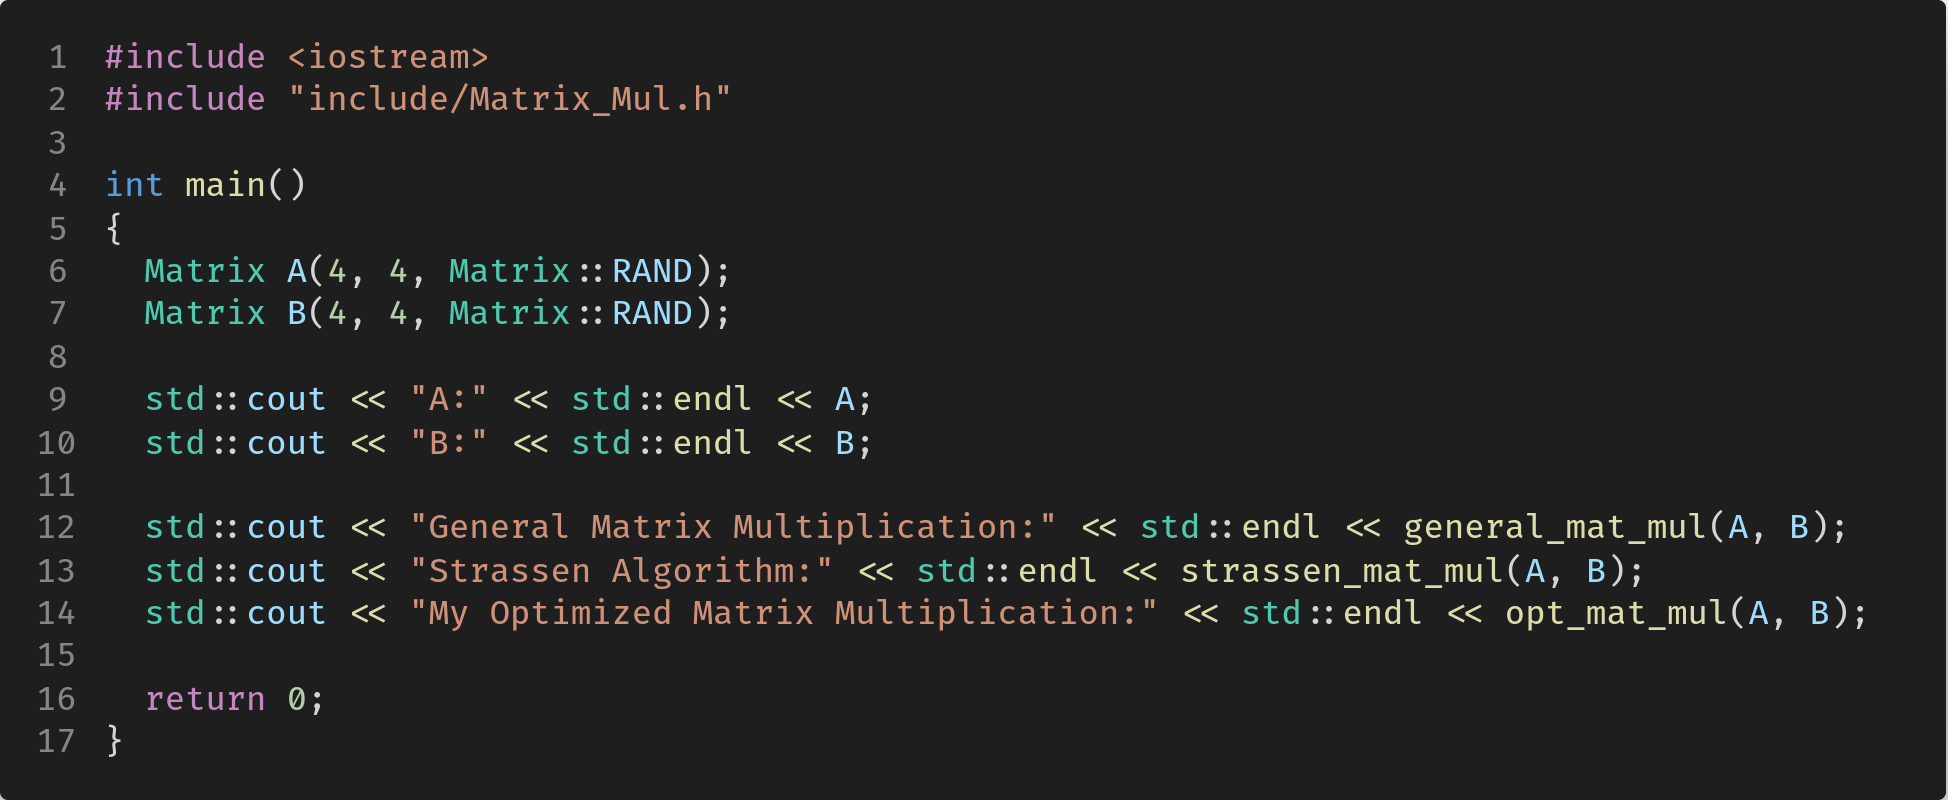 1 #include <iostream>
2 #include "include/Matrix_Mul.h"
3
4 int main()
5 {
6   Matrix A(4, 4, Matrix::RAND);
7   Matrix B(4, 4, Matrix::RAND);
8
9   std::cout << "A:" << std::endl << A;
10   std::cout << "B:" << std::endl << B;
11
12   std::cout << "General Matrix Multiplication:" << std::endl << general_mat_mul(A, B);
13   std::cout << "Strassen Algorithm:" << std::endl << strassen_mat_mul(A, B);
14   std::cout << "My Optimized Matrix Multiplication:" << std::endl << opt_mat_mul(A, B);
15
16   return 0;
17 }